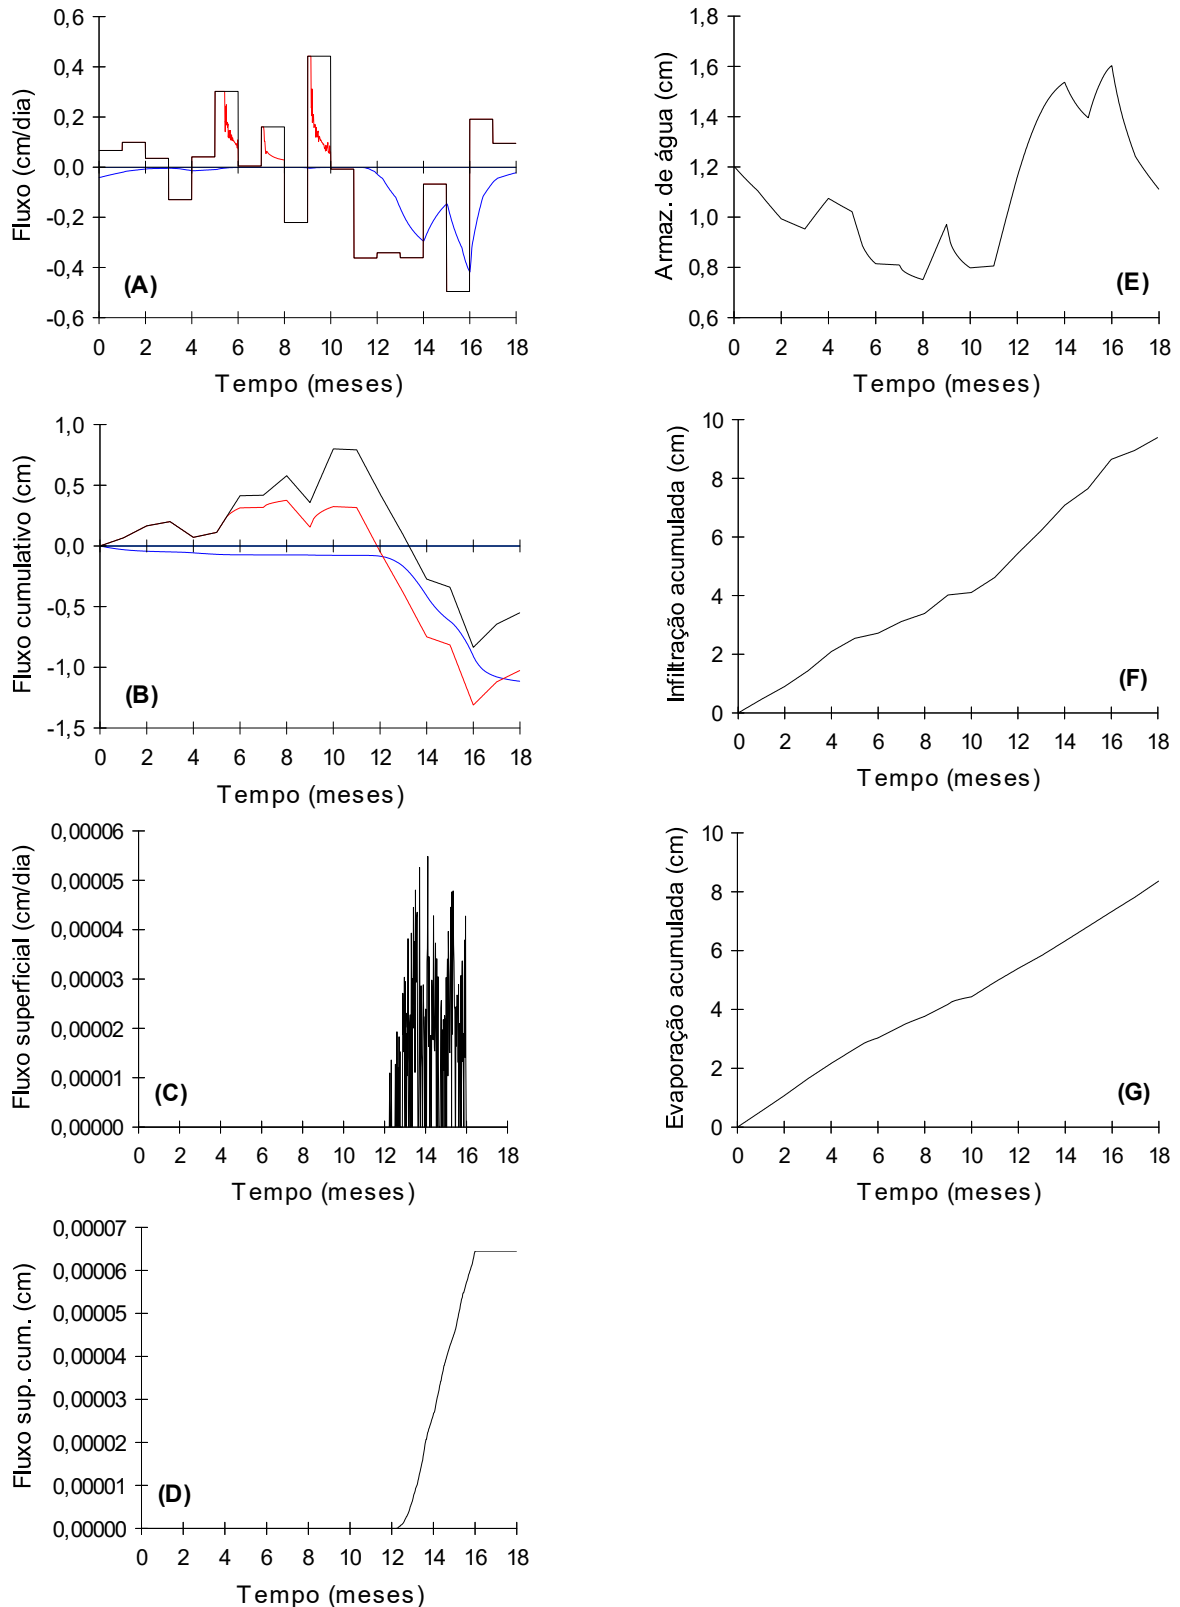 0,6
0,4
0,2
0,0
-0,2
-0,4
-0,6
Fluxo (cm/dia)
(A)
0 2 4 6 8 10 12 14 16 18
Tempo (meses)
1,8
1,6
1,4
1,2
1,0
0,8
0,6
Armaz. de água (cm)
(E)
0 2 4 6 8 10 12 14 16 18
Tempo (meses)
1,0
0,5
0,0
-0,5
-1,0
-1,5
Fluxo cumulativo (cm)
(B)
0 2 4 6 8 10 12 14 16 18
Tempo (meses)
10
8
6
4
2
0
Infiltração acumulada (cm)
(F)
0 2 4 6 8 10 12 14 16 18
Tempo (meses)
0,00006
0,00005
0,00004
0,00003
0,00002
0,00001
0,00000
Fluxo superficial (cm/dia)
(C)
0 2 4 6 8 10 12 14 16 18
Tempo (meses)
10
8
6
4
2
0
Evaporação acumulada (cm)
(G)
0 2 4 6 8 10 12 14 16 18
Tempo (meses)
0,00007
0,00006
0,00005
0,00004
0,00003
0,00002
0,00001
0,00000
Fluxo sup. cum. (cm)
(D)
0 2 4 6 8 10 12 14 16 18
Tempo (meses)